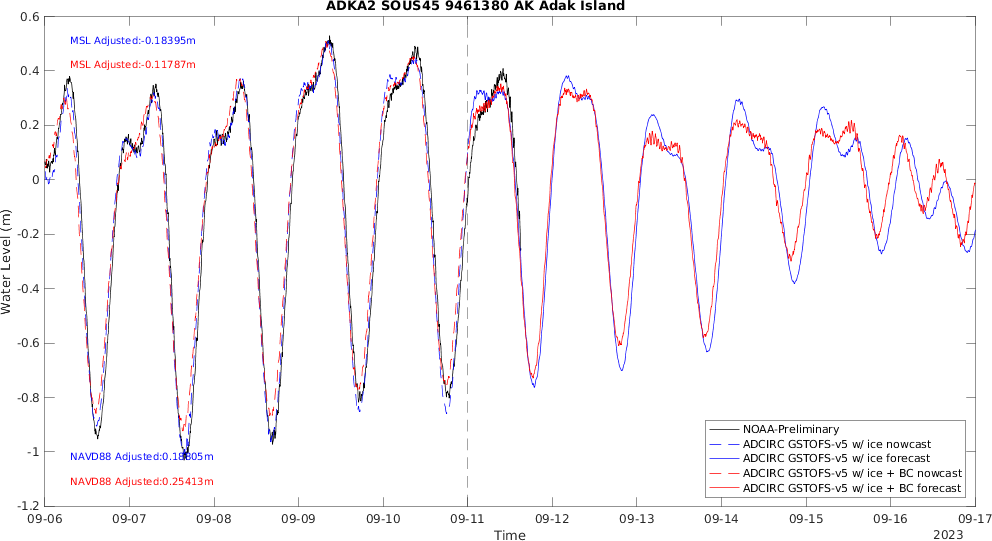 ADKA2 SOUS45 9461380 AK Adak Island
MSL Adjusted:-0.18395m
MSL Adjusted:-0.11787m
NAVD88 Adjusted:0.18805m
NAVD88 Adjusted:0.25413m
Water Level (m)
0.6
0.4
0.2
0
-0.2
-0.4
-0.6
-0.8
-1
-1.2
NOAA-Preliminary
ADCIRC GSTOFS-v5 w/ ice nowcast
ADCIRC GSTOFS-v5 w/ ice forecast
ADCIRC GSTOFS-v5 w/ ice + BC nowcast
ADCIRC GSTOFS-v5 w/ ice + BC forecast
09-06 09-07 09-08 09-09 09-10 09-11 09-12 09-13 09-14 09-15 09-16 09-17
Time
2023